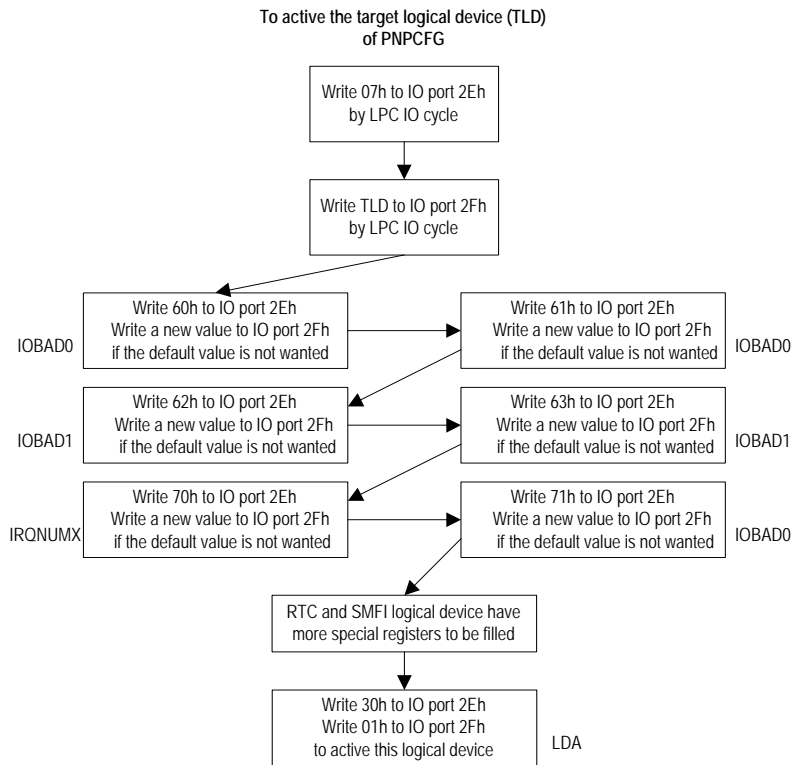 To active the target logical device (TLD)
of PNPCFG
Write 07h to IO port 2Eh
by LPC IO cycle
Write TLD to IO port 2Fh
by LPC IO cycle
Write 60h to IO port 2Eh
Write a new value to IO port 2Fh
if the default value is not wanted
IOBAD0
Write 61h to IO port 2Eh
Write a new value to IO port 2Fh
if the default value is not wanted
IOBAD0
Write 62h to IO port 2Eh
Write a new value to IO port 2Fh
if the default value is not wanted
IOBAD1
Write 63h to IO port 2Eh
Write a new value to IO port 2Fh
if the default value is not wanted
IOBAD1
Write 70h to IO port 2Eh
Write a new value to IO port 2Fh
if the default value is not wanted
IRQNUMX
Write 71h to IO port 2Eh
Write a new value to IO port 2Fh
if the default value is not wanted
IOBAD0
RTC and SMFI logical device have
more special registers to be filled
Write 30h to IO port 2Eh
Write 01h to IO port 2Fh
to active this logical device
LDA